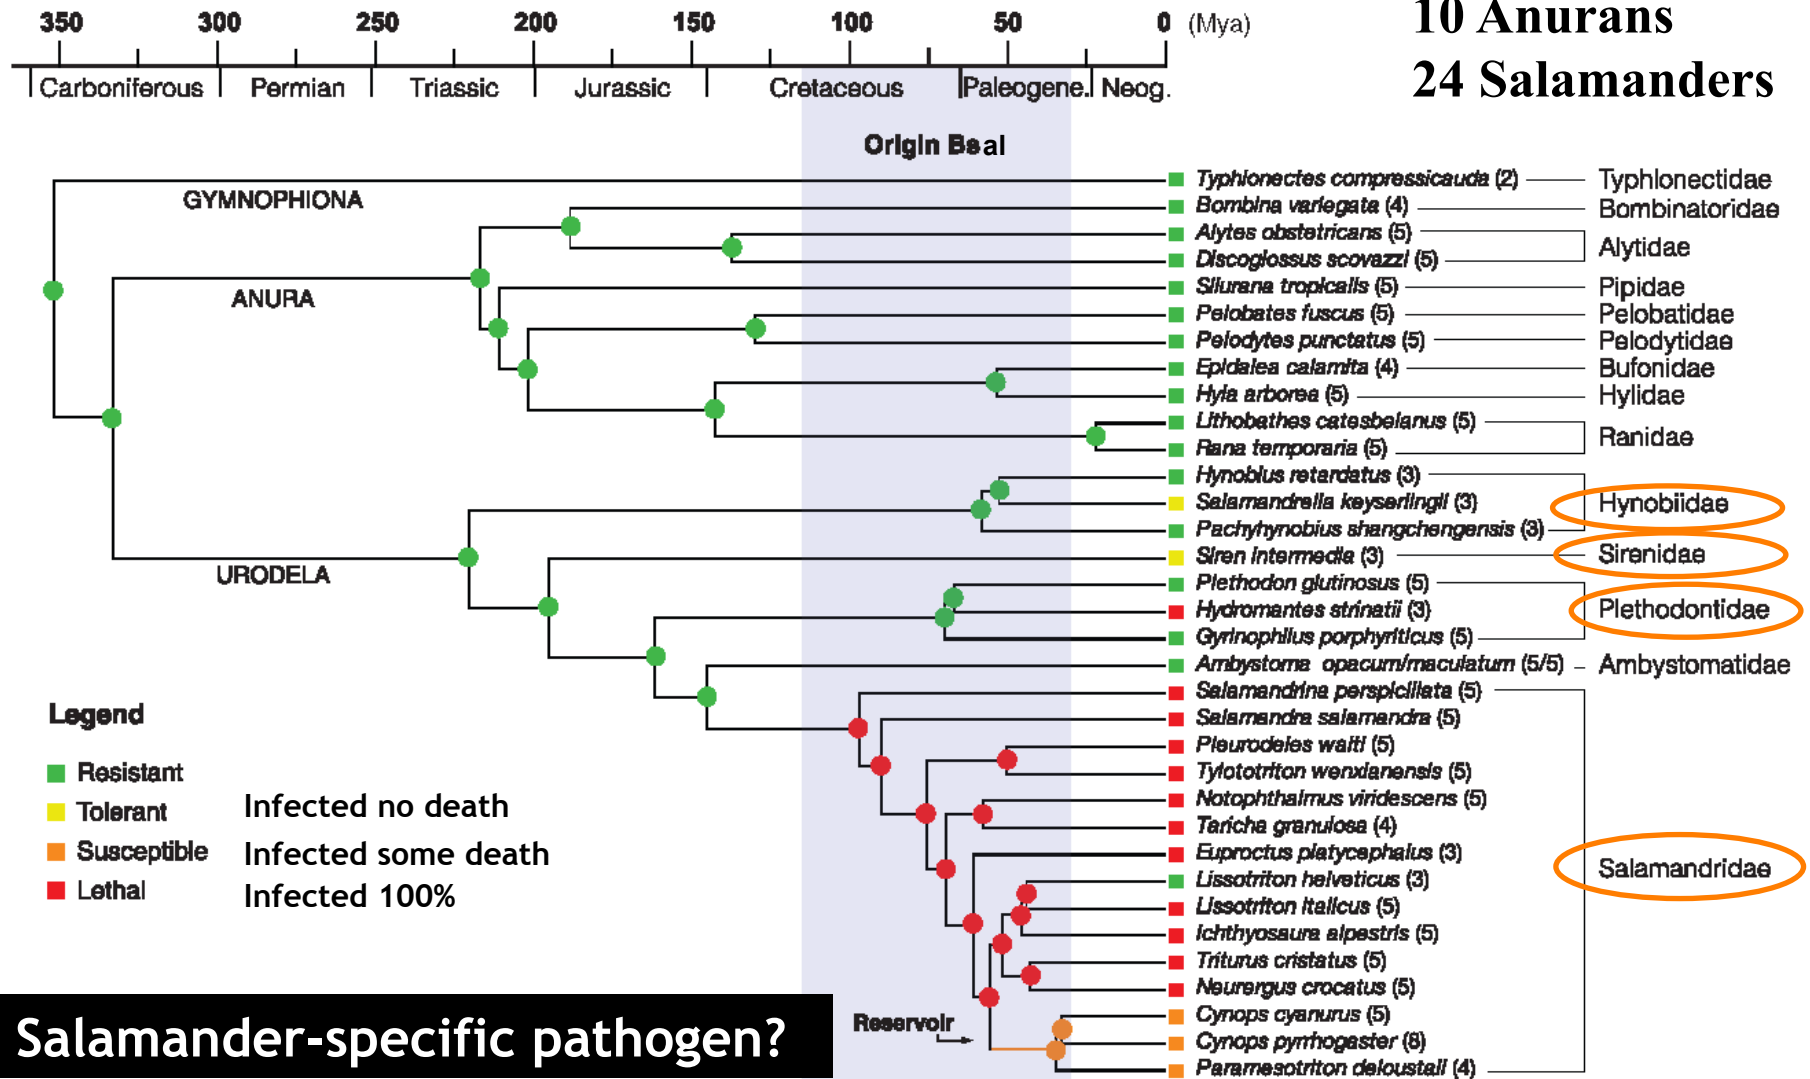 10 Anurans
24 Salamanders
350 300 250 200 150 100 50 0 (Mya)
Carboniferous Permian Triassic Jurassic Cretaceous Paleogene. Neog.
Origin Bsal
GYMNOPHIONA
ANURA
URODELA
Typhlonectes compressicauda (2) Typhlonectidae
Bombina variegata (4) Bombinatoridae
Alytes obstetricans (5)
Alytidae
Discoglossus scovazzi (5)
Silurana tropicalis (5) Pipidae
Pelobates fuscus (5) Pelobatidae
Pelodytes punctatus (5) Pelodytidae
Epidalea calamita (4) Bufonidae
Hyla arborea (5) Hylidae
Lithobathes catesbeianus (5)
Ranidae
Rana temporaria (5)
Hynobius retardatus (3)
Salamandrella keyserlingii (3) Hynobiidae
Pachyhynobius shangchengensis (3)
Siren intermedia (3) Sirenidae
Plethodon glutinosus (5)
Hydromantes strinatii (3) Plethodontidae
Gyrinophilus porphyriticus (5)
Ambystoma opacum/maculatum (5/5) Ambystomatidae
Salamandrina perspicillata (5)
Salamandra salamandra (5)
Pleurodeles waltl (5)
Tylototriton wenxianensis (5)
Notophthalmus viridescens (5)
Taricha granulosa (4)
Euproctus platycephalus (3)
Salamandridae
Lissotriton helveticus (3)
Lissotriton italicus (5)
Ichthyosaura alpestris (5)
Triturus cristatus (5)
Neurergus crocatus (5)
Cynops cyanurus (5)
Cynops pyrrhogaster (8)
Paramesotriton deloustali (4)
Reservoir
Legend
Resistant
Tolerant Infected no death
Susceptible Infected some death
Lethal Infected 100%
Salamander-specific pathogen?